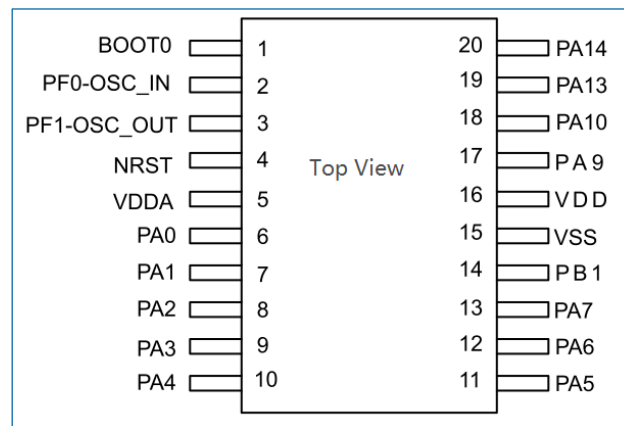 BOOT0 1 20 PA14
PF0-OSC_IN 2 19 PA13
PF1-OSC_OUT 3 18 PA10
NRST 4 17 PA9
Top View
VDDA 5 16 VDD
PA0 6 15 VSS
PA1 7 14 PB1
PA2 8 13 PA7
PA3 9 12 PA6
PA4 10 11 PA5